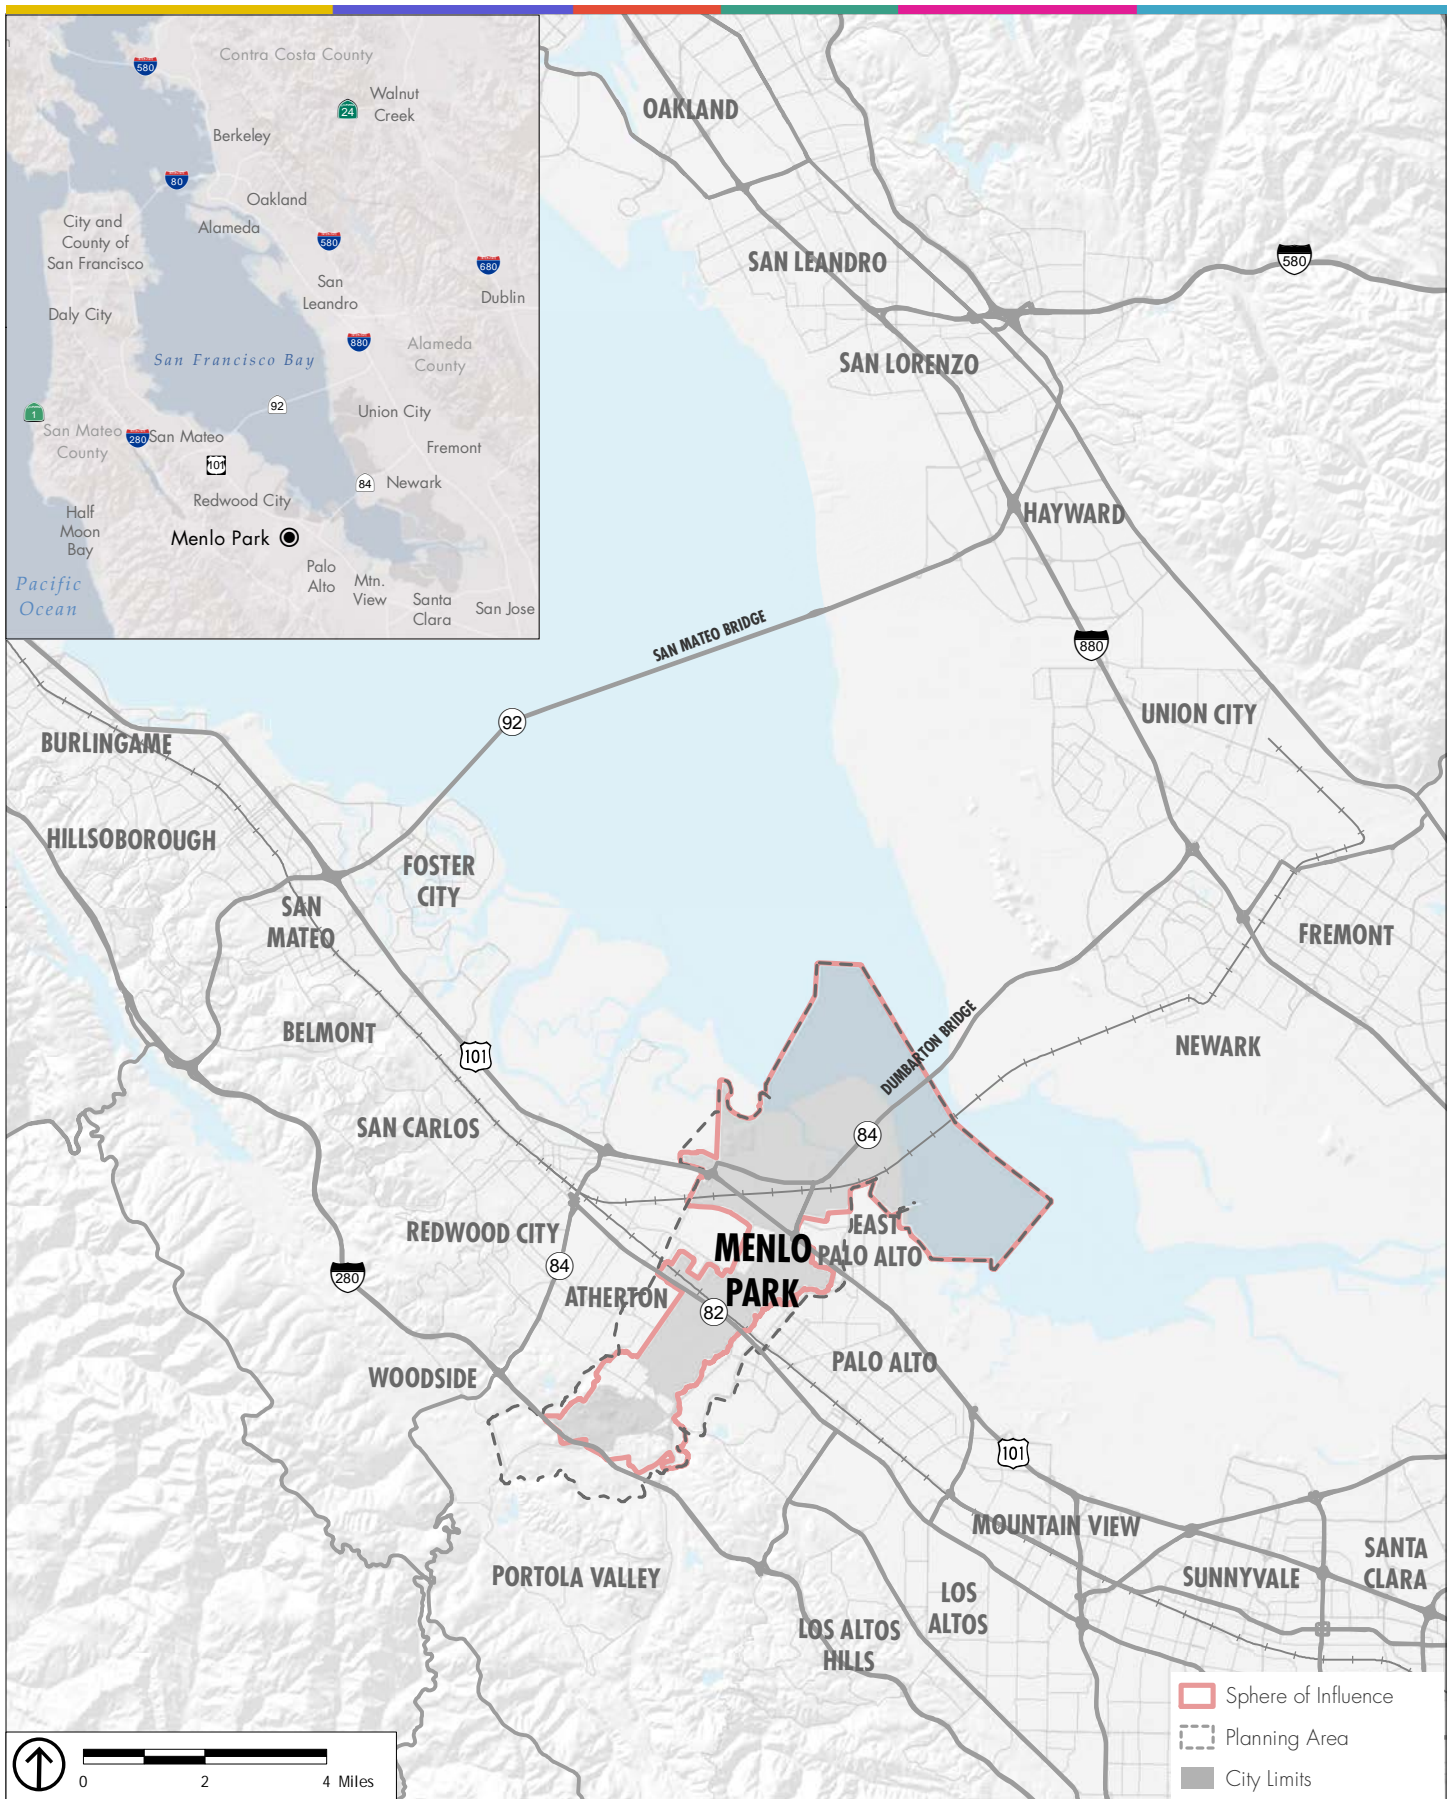 Contra Costa County
580
24
Walnut
Creek
Berkeley
80
Oakland
Alameda
City and
County of
San Francisco
580
680
San
Leandro
Dublin
Daly City
880
Alameda
County
San Francisco Bay
92
Union City
1
San Mateo
County
280
San Mateo
Fremont
101
84
Newark
Redwood City
Half
Moon
Bay
Menlo Park
Palo
Alto
Mtn.
View
Pacific
Ocean
Santa
Clara
San Jose
OAKLAND
SAN LEANDRO
580
SAN LORENZO
HAYWARD
SAN MATEO BRIDGE
880
92
UNION CITY
BURLINGAME
HILLSOBOROUGH
FOSTER
CITY
SAN
MATEO
FREMONT
BELMONT
101
DUMBARTON BRIDGE
NEWARK
SAN CARLOS
84
REDWOOD CITY
EAST
PALO ALTO
MENLO
PARK
84
280
ATHERTON
82
PALO ALTO
WOODSIDE
101
MOUNTAIN VIEW
PORTOLA VALLEY
SUNNYVALE
SANTA
CLARA
LOS
ALTOS
LOS ALTOS
HILLS
Sphere of Influence
Planning Area
City Limits
0 2 4 Miles